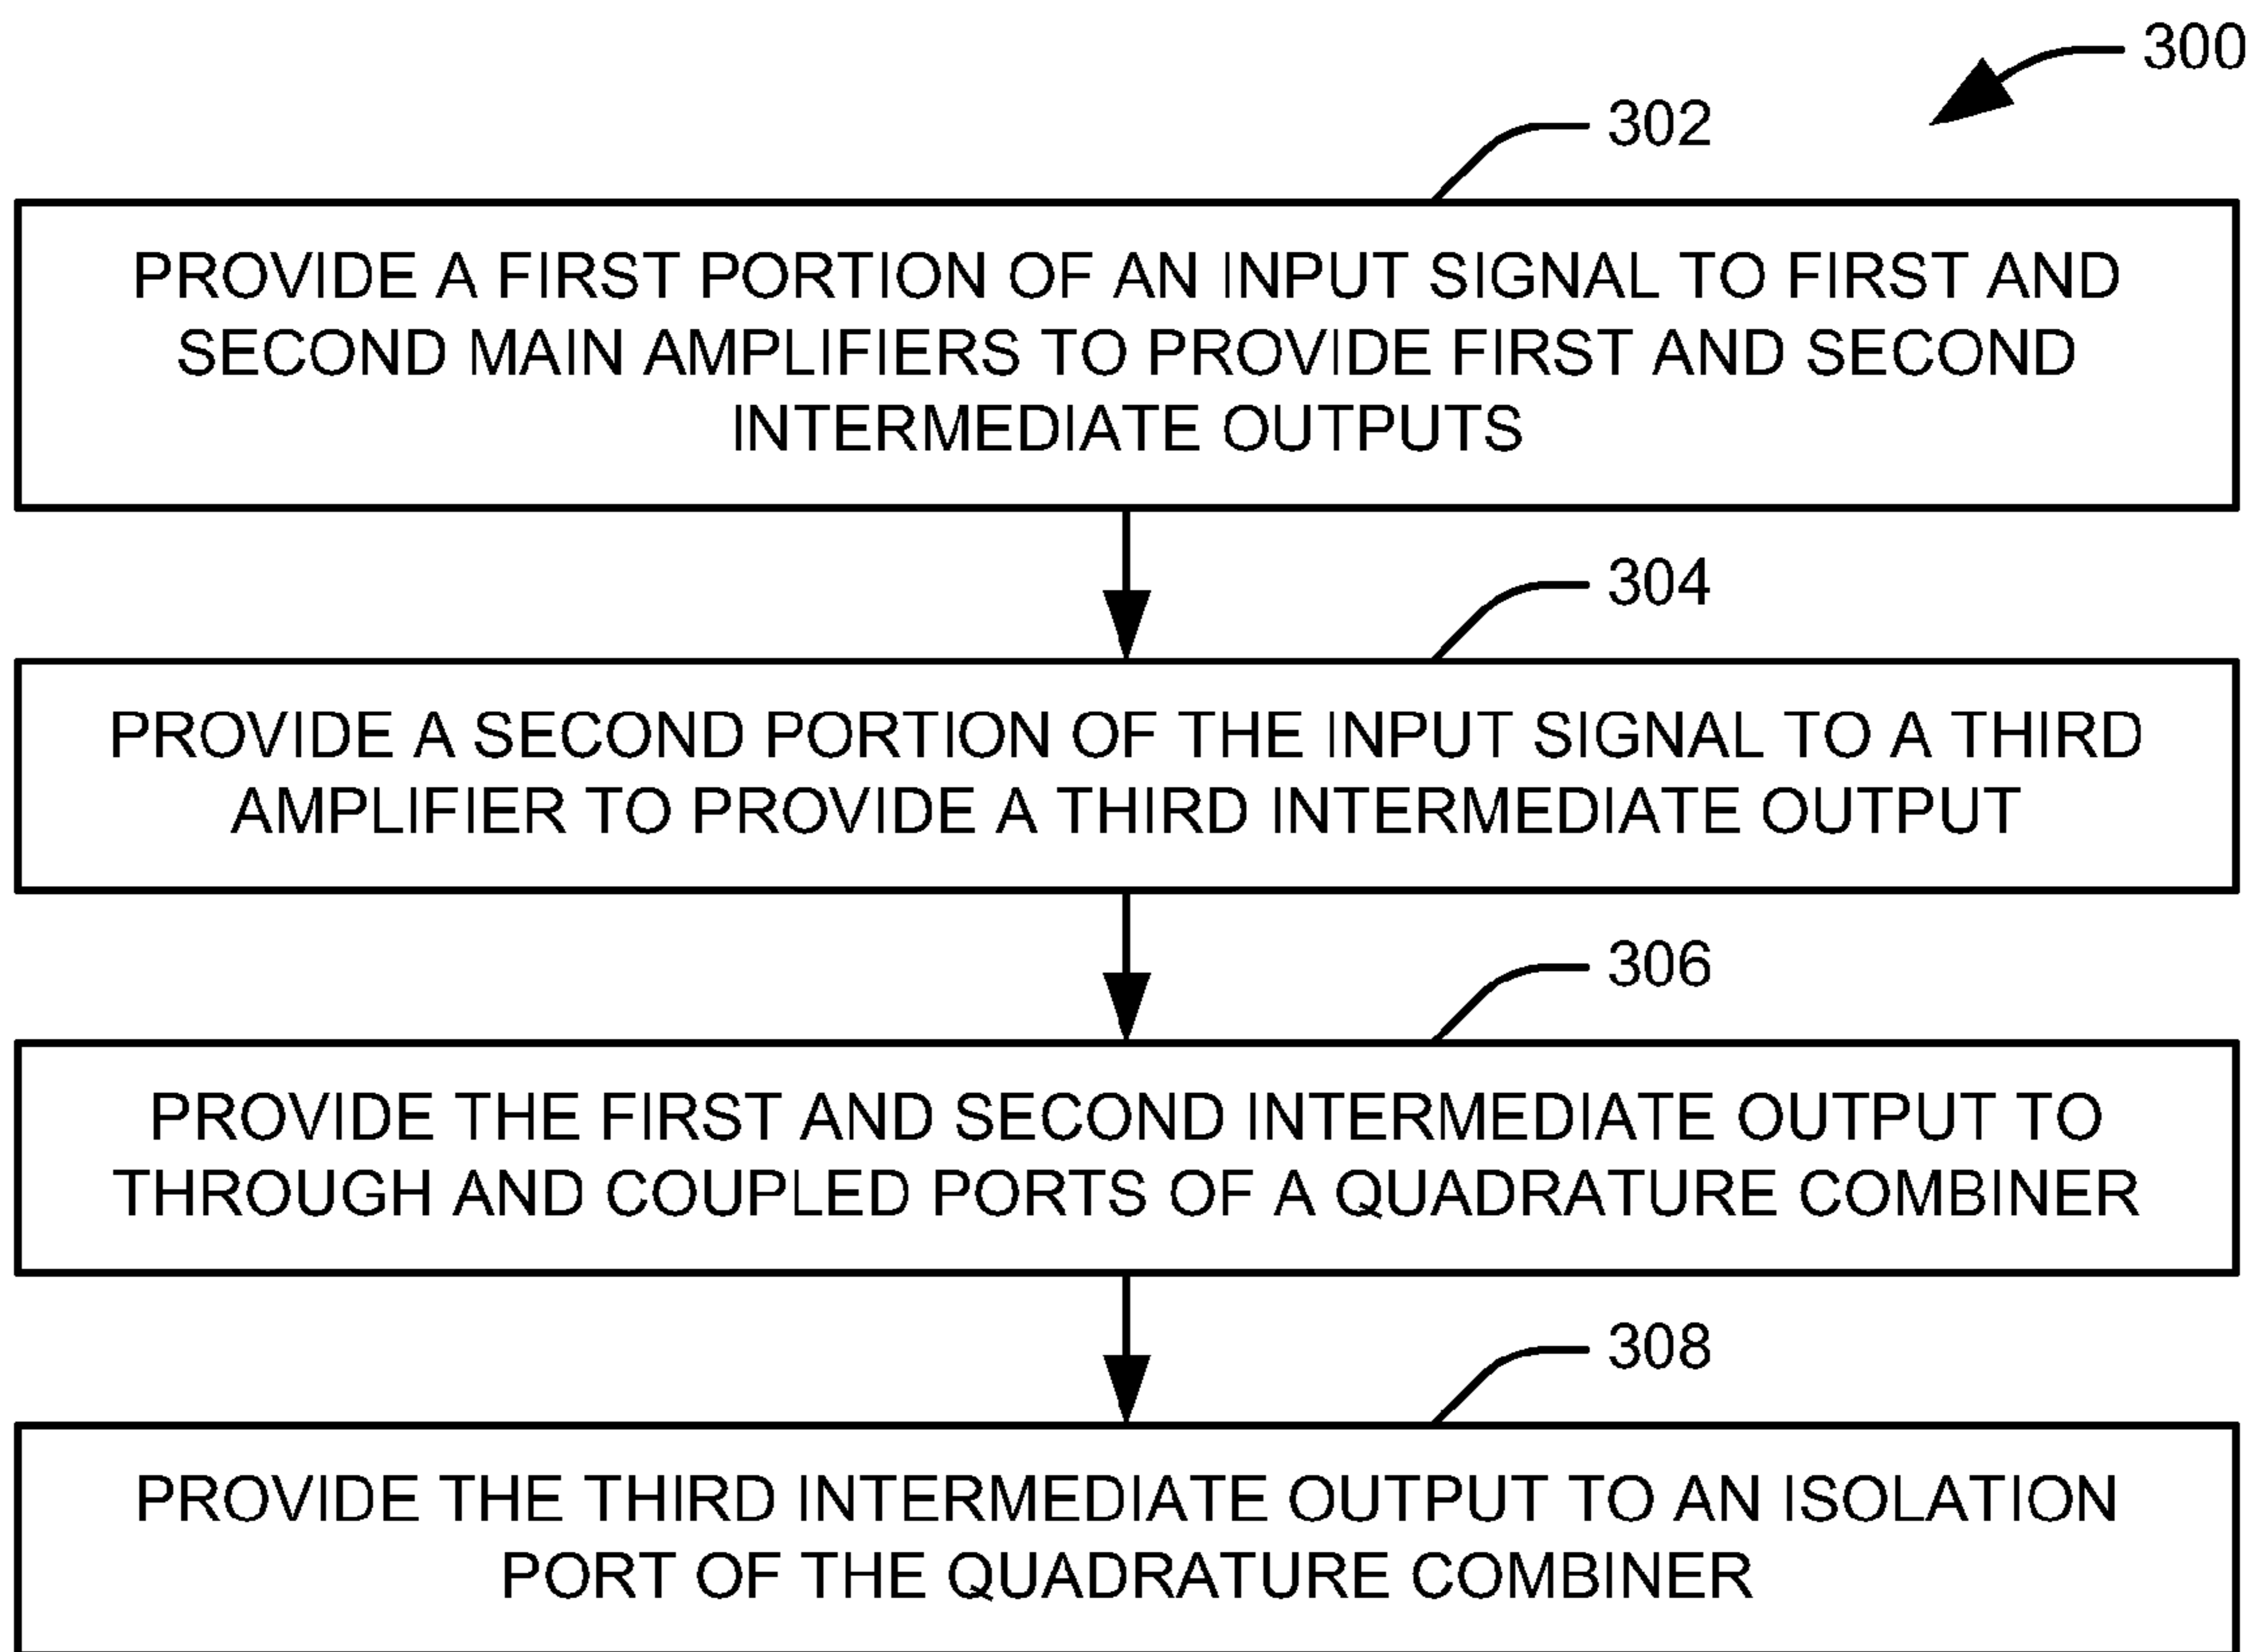 300
302
PROVIDE A FIRST PORTION OF AN INPUT SIGNAL TO FIRST AND
SECOND MAIN AMPLIFIERS TO PROVIDE FIRST AND SECOND
INTERMEDIATE OUTPUTS
304
PROVIDE A SECOND PORTION OF THE INPUT SIGNAL TO A THIRD
AMPLIFIER TO PROVIDE A THIRD INTERMEDIATE OUTPUT
306
PROVIDE THE FIRST AND SECOND INTERMEDIATE OUTPUT TO
THROUGH AND COUPLED PORTS OF A QUADRATURE COMBINER
308
PROVIDE THE THIRD INTERMEDIATE OUTPUT TO AN ISOLATION
PORT OF THE QUADRATURE COMBINER